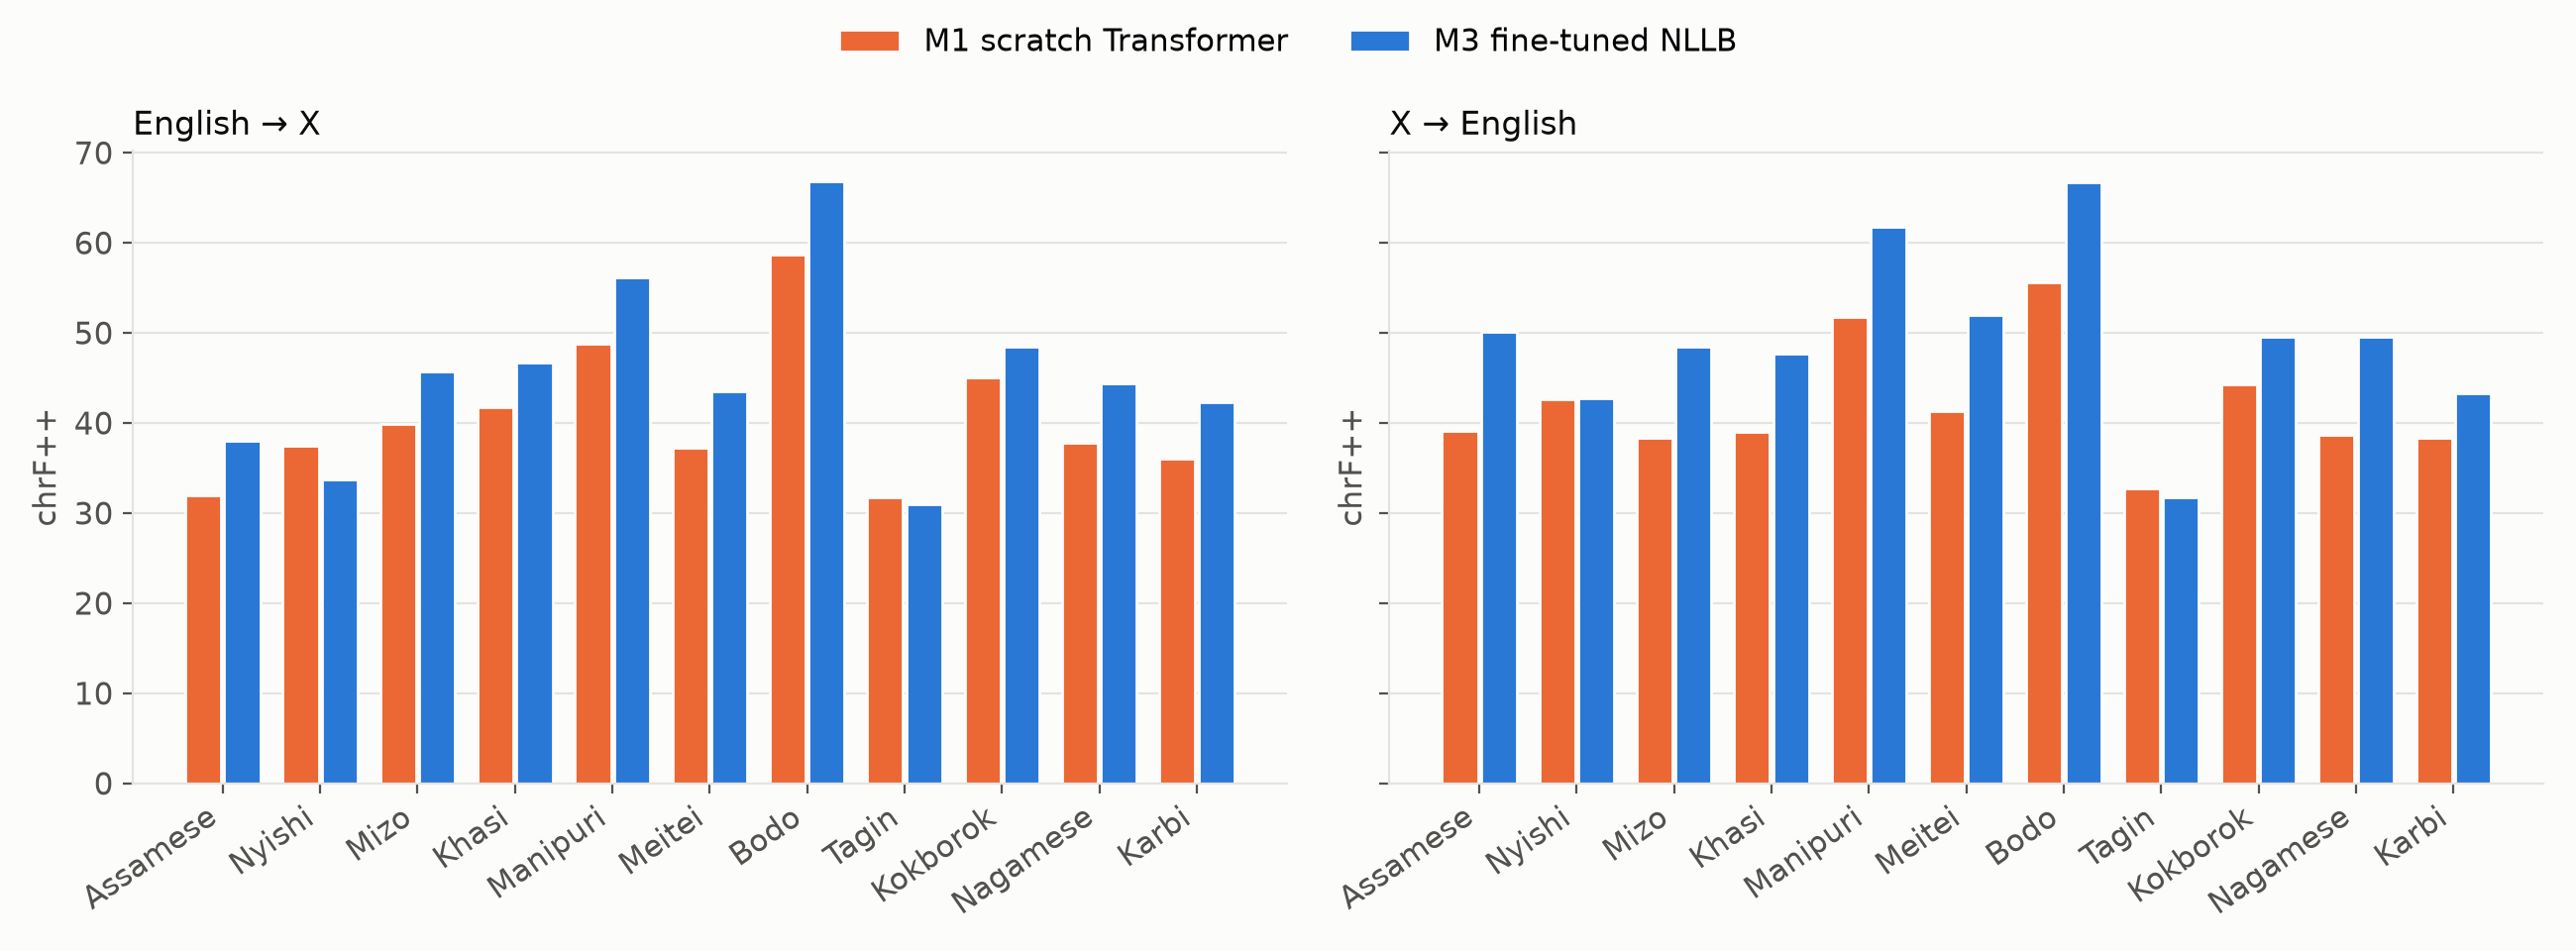 M1 scratch Transformer M3 fine-tuned NLLB
English → X
chrF++
70
60
50
40
30
20
10
0
Assamese Nyishi Mizo Khasi Manipuri Meitei Bodo Tagin Kokborok Nagamese Karbi
X → English
chrF++
Assamese Nyishi Mizo Khasi Manipuri Meitei Bodo Tagin Kokborok Nagamese Karbi